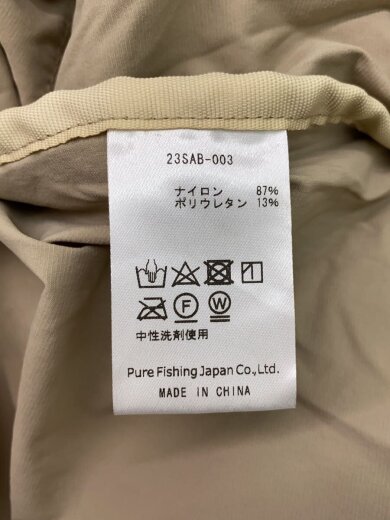 23SAB-003
ナイロン 87%
ポリウレタン 13%
F W
中性洗剤使用
Pure Fishing Japan Co.,Ltd.
MADE IN CHINA